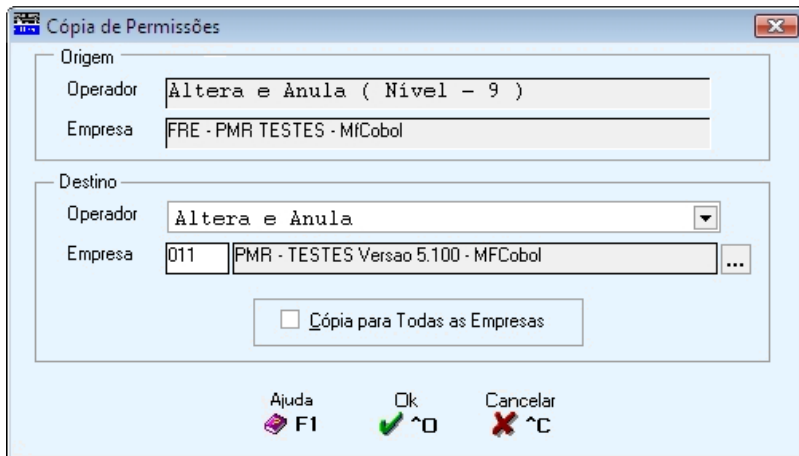 Cópia de Permissões
Origem
Operador Altera e Anula ( Nível - 9 )
Empresa FRE - PMR TESTES - MfCobol
Destino
Operador Altera e Anula
Empresa 011 PMR - TESTES Versao 5.100 - MFCobol ...
Cópia para Todas as Empresas
Ajuda Ok Cancelar
F1 ^O ^C